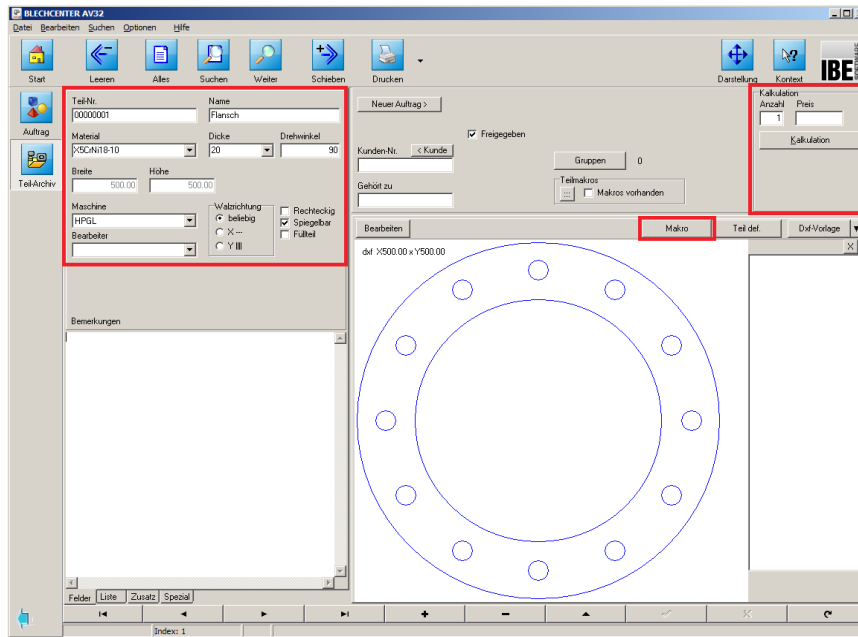 BLECHCENTER AV32
Datei Bearbeiten Suchen Optionen Hilfe
Start Leeren Alles Suchen Weiter Schieben Drucken Darstellung Kontext IBE SOFTWARE
Auftrag
Teil-Archiv
Teil-Nr. Name
00000001 Flansch
Material Dicke Drehwinkel
X5CrNi18-10 20 90
Breite Höhe
500.00 500.00
Maschine
HPGL
Bearbeiter
Walzrichtung
beliebig
X ---
Y III
Rechteckig
Spiegelbar
Füllteil
Neuer Auftrag >
Freigegeben
Kunden-Nr. < Kunde
Gehört zu
Gruppen 0
Teilmakros
... Makros vorhanden
Kalkulation
Anzahl Preis
1
Kalkulation
Bearbeiten Makro Teil def. Dxf-Vorlage
X
dxf X500.00 x Y500.00
Bemerkungen
Felder Liste Zusatz Spezial
Index: 1